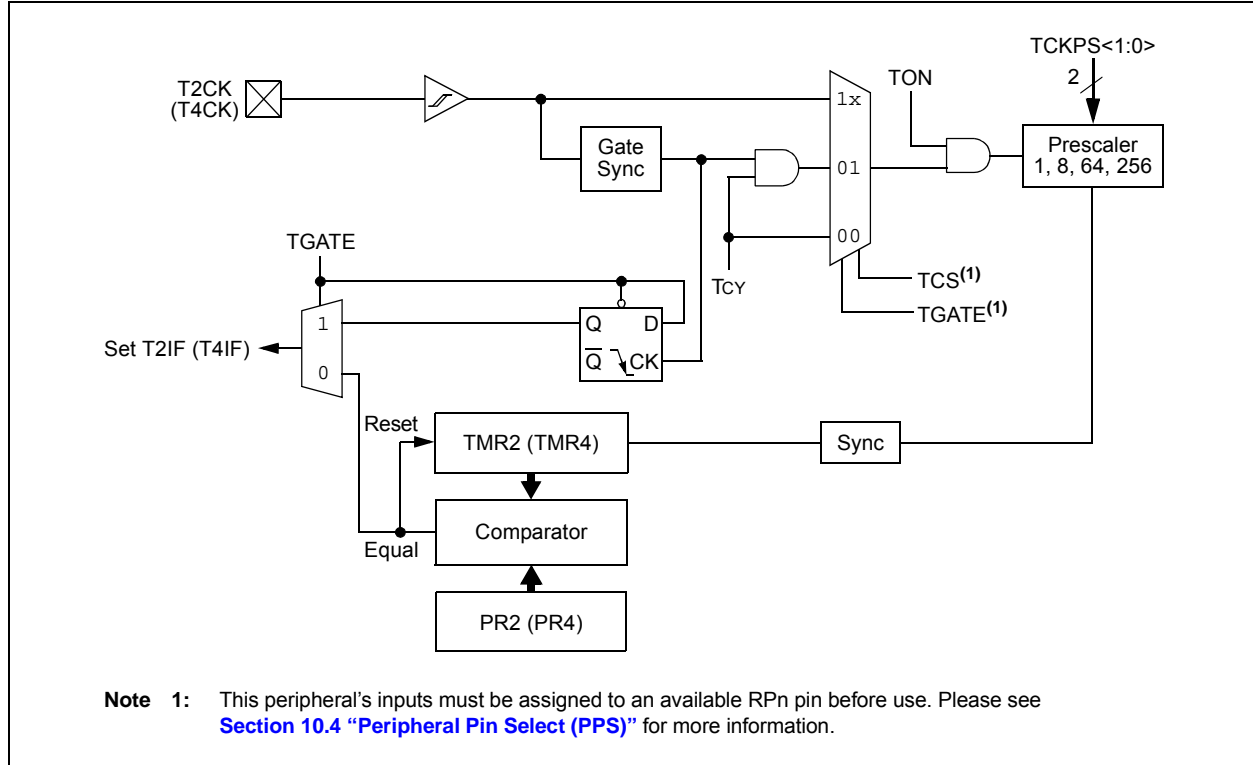 TCKPS<1:0>
2
TON
T2CK
(T4CK)
1x
Gate
Sync
Prescaler
1, 8, 64, 256
01
00
TGATE
TCY
TCS(1)
TGATE(1)
1
Q
D
Set T2IF (T4IF)
0
Q
CK
Reset
TMR2 (TMR4)
Sync
Equal
Comparator
PR2 (PR4)
Note 1: This peripheral's inputs must be assigned to an available RPn pin before use. Please see
Section 10.4 “Peripheral Pin Select (PPS)” for more information.